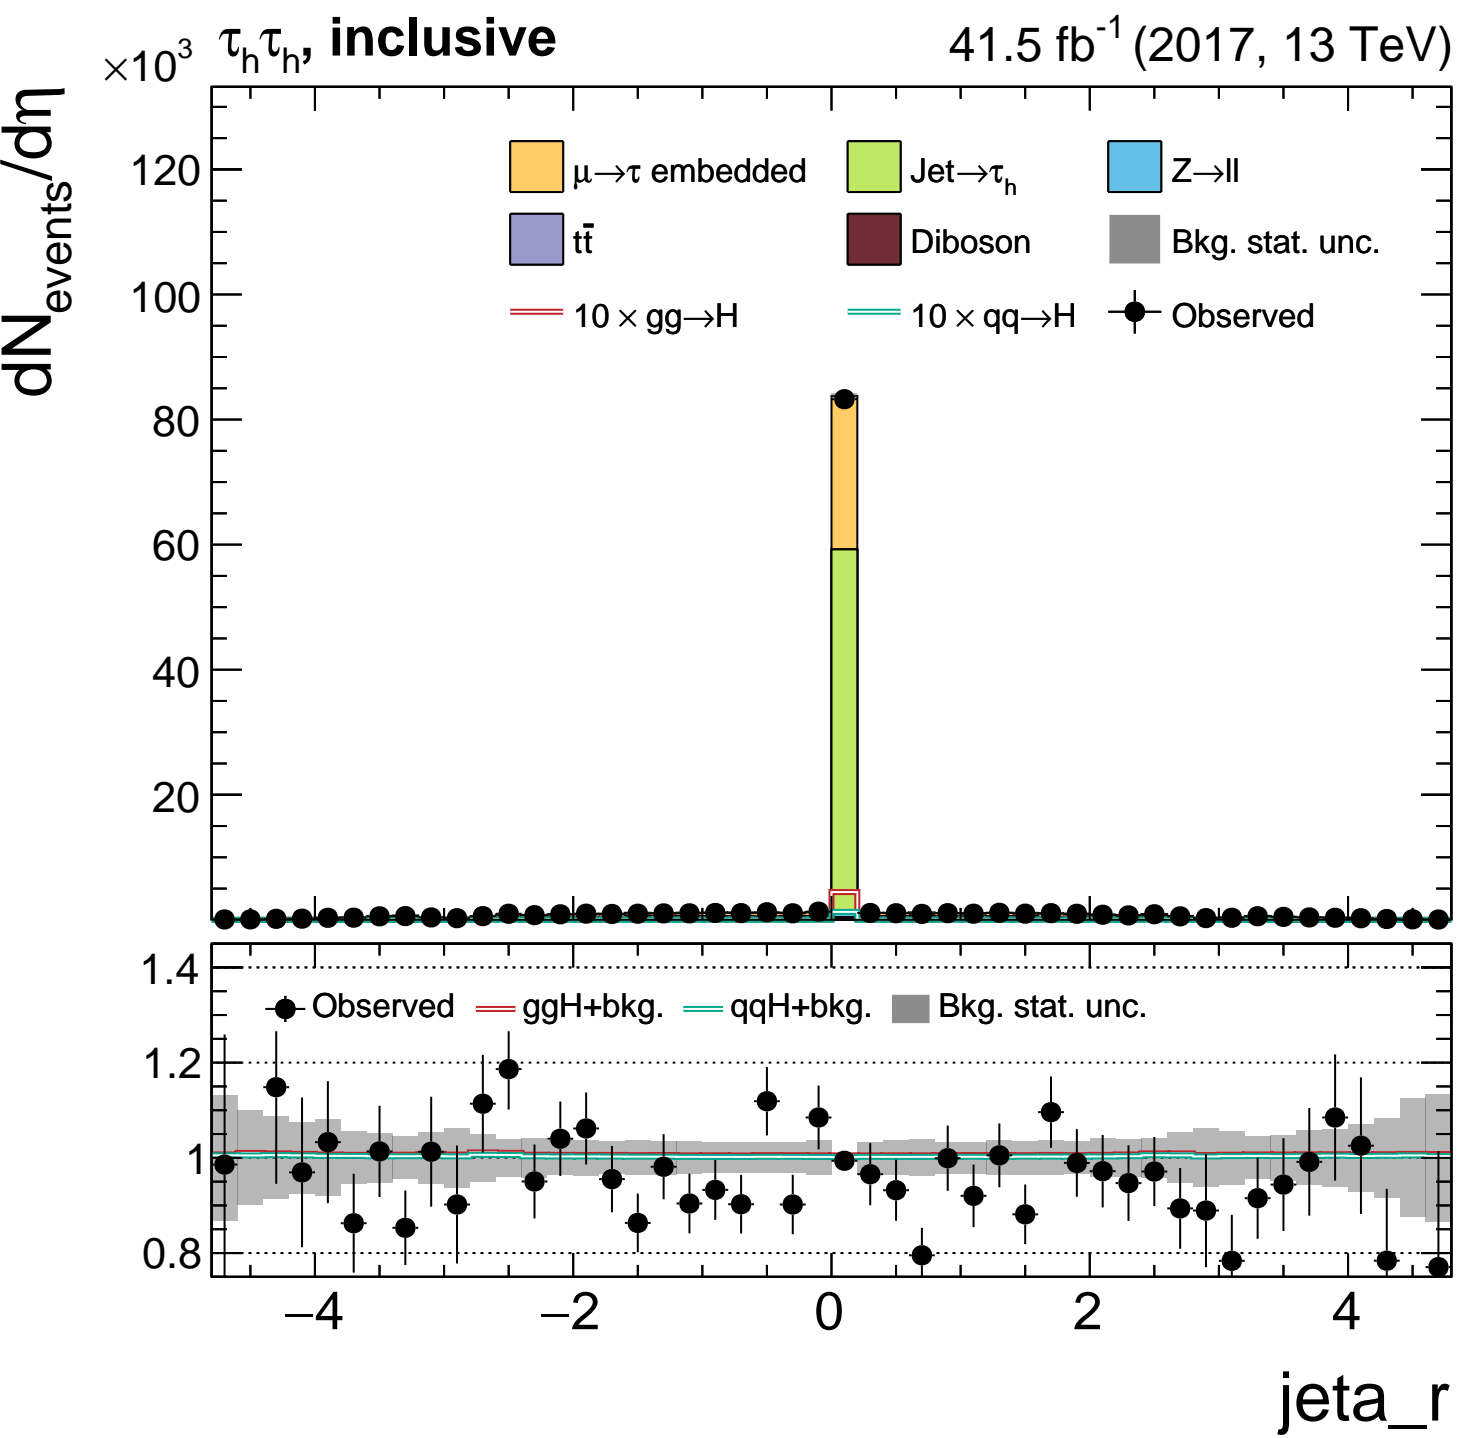 ×10³ τₕτₕ, inclusive 41.5 fb⁻¹ (2017, 13 TeV)
dN_events/dη
120
100
80
60
40
20
μ→τ embedded Jet→τₕ Z→ll
tt̄ Diboson Bkg. stat. unc.
10 × gg→H 10 × qq→H Observed
1.4
1.2
1
0.8
Observed ggH+bkg. qqH+bkg. Bkg. stat. unc.
−4 −2 0 2 4
jeta_r